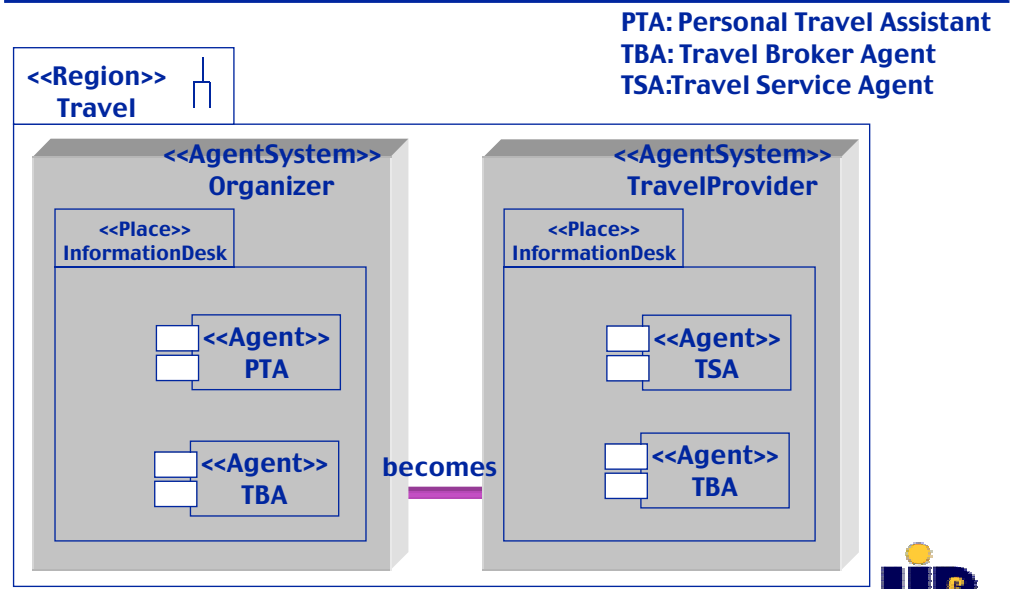 PTA: Personal Travel Assistant
TBA: Travel Broker Agent
TSA:Travel Service Agent
<<Region>>
Travel
<<AgentSystem>>
Organizer
<<Place>>
InformationDesk
<<Agent>>
PTA
<<Agent>>
TBA
becomes
<<AgentSystem>>
TravelProvider
<<Place>>
InformationDesk
<<Agent>>
TSA
<<Agent>>
TBA